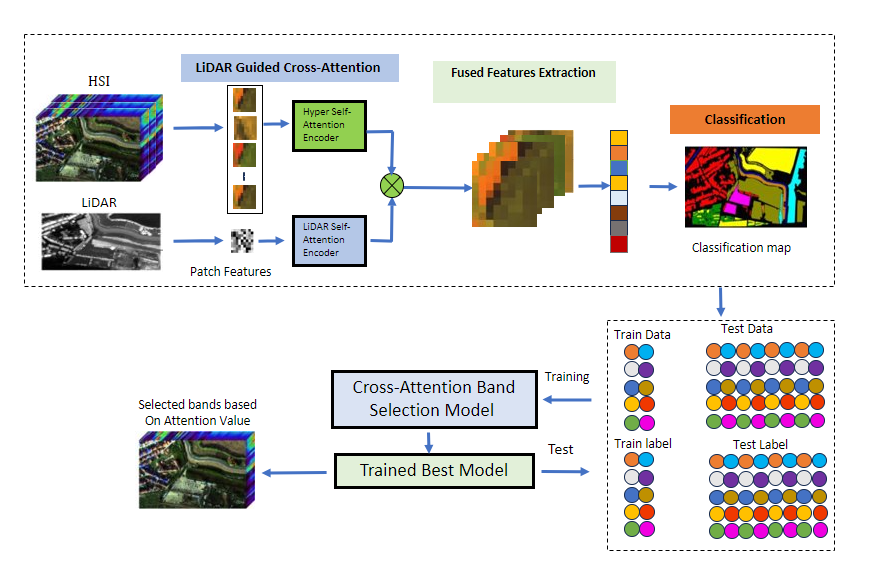 HSI
LiDAR Guided Cross-Attention
Fused Features Extraction
Classification
Hyper Self-
Attention
Encoder
LiDAR
LiDAR Self-
Attention
Encoder
Patch Features
Classification map
Train Data
Test Data
Training
Cross-Attention Band
Selection Model
Selected bands based
On Attention Value
Train label
Test Label
Test
Trained Best Model